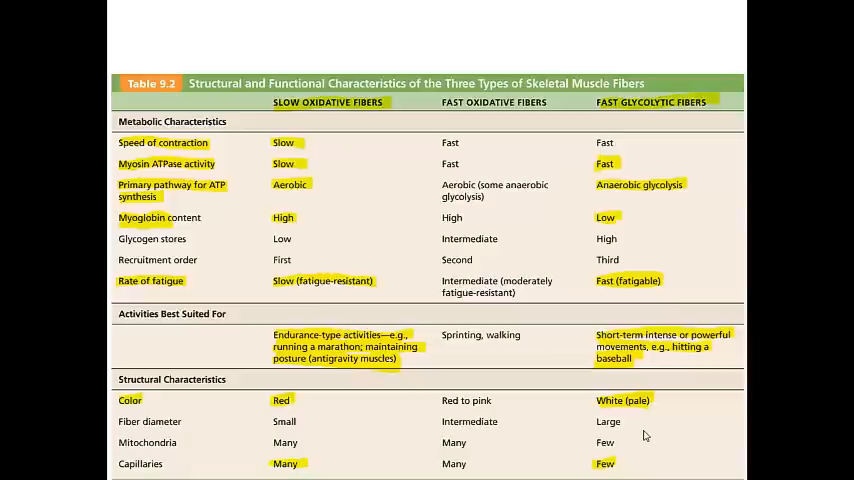 Table 9.2 Structural and Functional Characteristics of the Three Types of Skeletal Muscle Fibers
SLOW OXIDATIVE FIBERS FAST OXIDATIVE FIBERS FAST GLYCOLYTIC FIBERS
Metabolic Characteristics
Speed of contraction Slow Fast Fast
Myosin ATPase activity Slow Fast Fast
Primary pathway for ATP Aerobic Aerobic (some anaerobic Anaerobic glycolysis
synthesis glycolysis)
Myoglobin content High High Low
Glycogen stores Low Intermediate High
Recruitment order First Second Third
Rate of fatigue Slow (fatigue-resistant) Intermediate (moderately Fast (fatigable)
fatigue-resistant)
Activities Best Suited For
Endurance-type activities—e.g., Sprinting, walking Short-term intense or powerful
running a marathon; maintaining movements, e.g., hitting a
posture (antigravity muscles) baseball
Structural Characteristics
Color Red Red to pink White (pale)
Fiber diameter Small Intermediate Large
Mitochondria Many Many Few
Capillaries Many Many Few